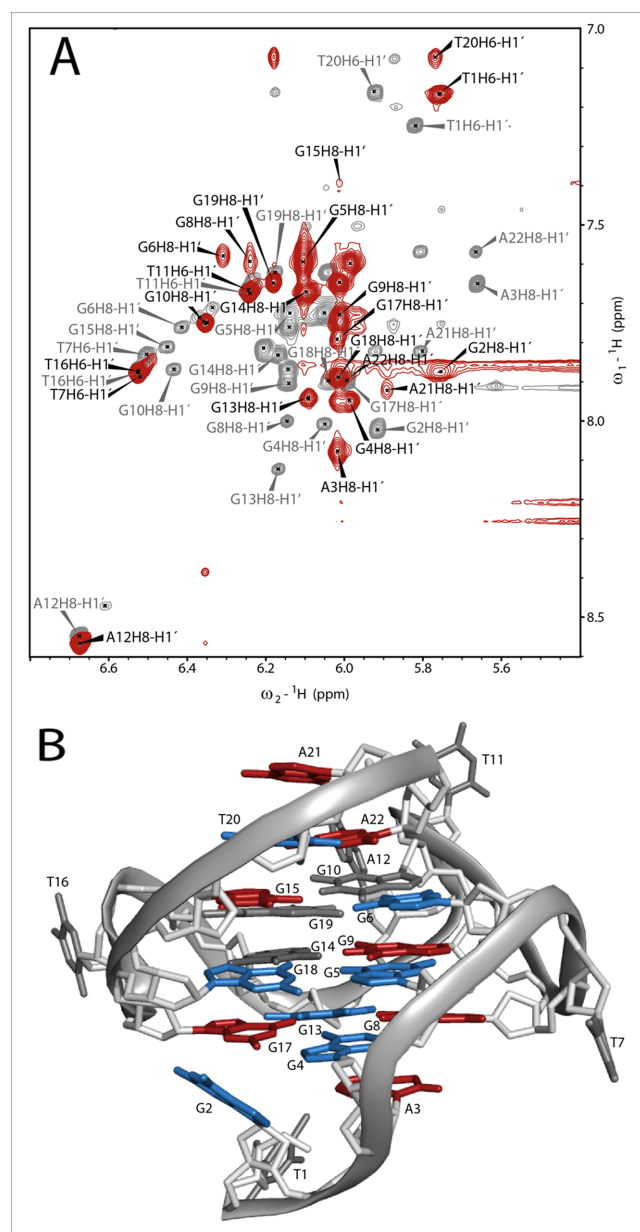 A
7.0
T20H6-H1′
T20H6-H1′
T1H6-H1′
T1H6-H1′
G15H8-H1′
G19H8-H1′
G19H8-H1′
G5H8-H1′
7.5
G8H8-H1′
G6H8-H1′
A22H8-H1′
T11H6-H1′
T11H6-H1′
A3H8-H1′
G10H8-H1′
G14H8-H1′
G9H8-H1′
G6H8-H1′
G5H8-H1′
G17H8-H1′
G15H8-H1′
G18H8-H1′
G18H8-H1′
A21H8-H1′
T7H6-H1′
G14H8-H1′
A22H8-H1′
G2H8-H1′
T16H6-H1′
T16H6-H1′
G9H8-H1′
A21H8-H1′
T7H6-H1′
G10H8-H1′
G13H8-H1′
G17H8-H1′
G8H8-H1′
G4H8-H1′
G4H8-H1′
G2H8-H1′
8.0
G13H8-H1′
A3H8-H1′
ω1 - 1H (ppm)
A12H8-H1′
A12H8-H1′
8.5
6.6 6.4 6.2 6.0 5.8 5.6
ω2 - 1H (ppm)
B
A21
T11
T20
A22
A12
G10
T16
G15
G6
G19
G9
G14
G18
G5
G13
G8
T7
G17
G4
G2
A3
T1